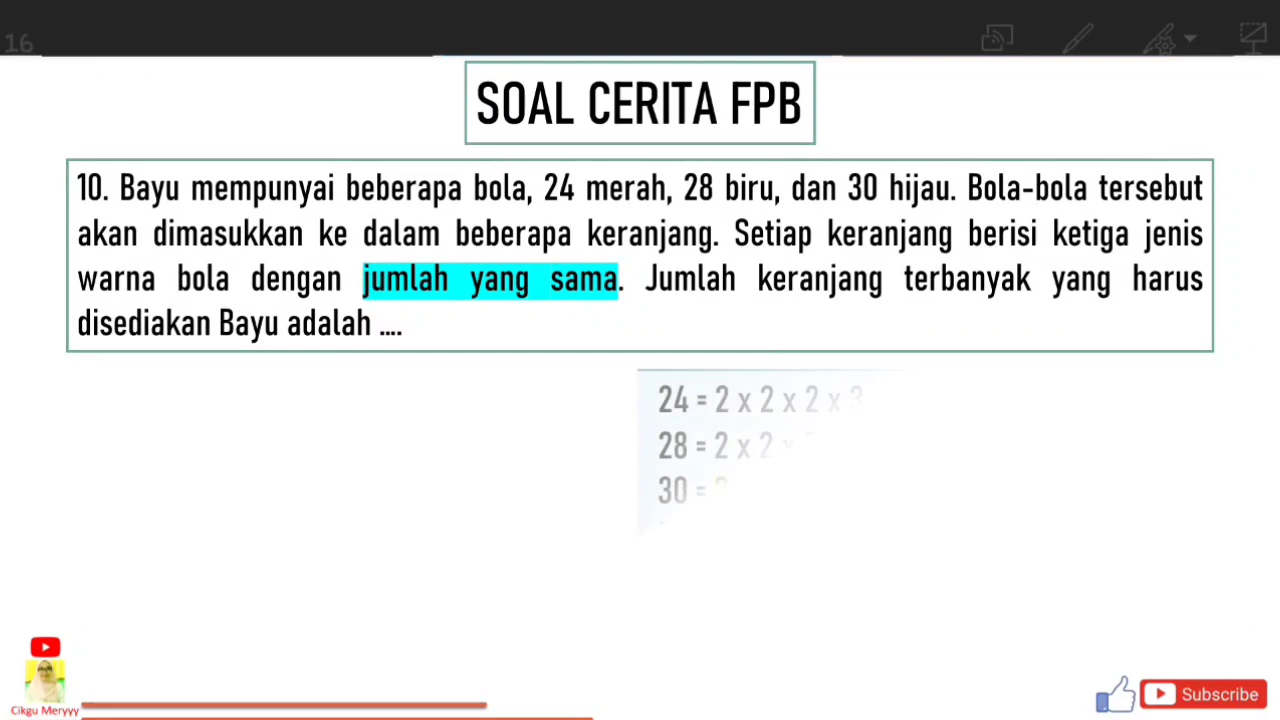 16
SOAL CERITA FPB
10. Bayu mempunyai beberapa bola, 24 merah, 28 biru, dan 30 hijau. Bola-bola tersebut
akan dimasukkan ke dalam beberapa keranjang. Setiap keranjang berisi ketiga jenis
warna bola dengan jumlah yang sama. Jumlah keranjang terbanyak yang harus
disediakan Bayu adalah ....
24 = 2 x 2 x 2 x 3
28 = 2 x 2 x
30 =
Cikgu Meryyy
Subscribe